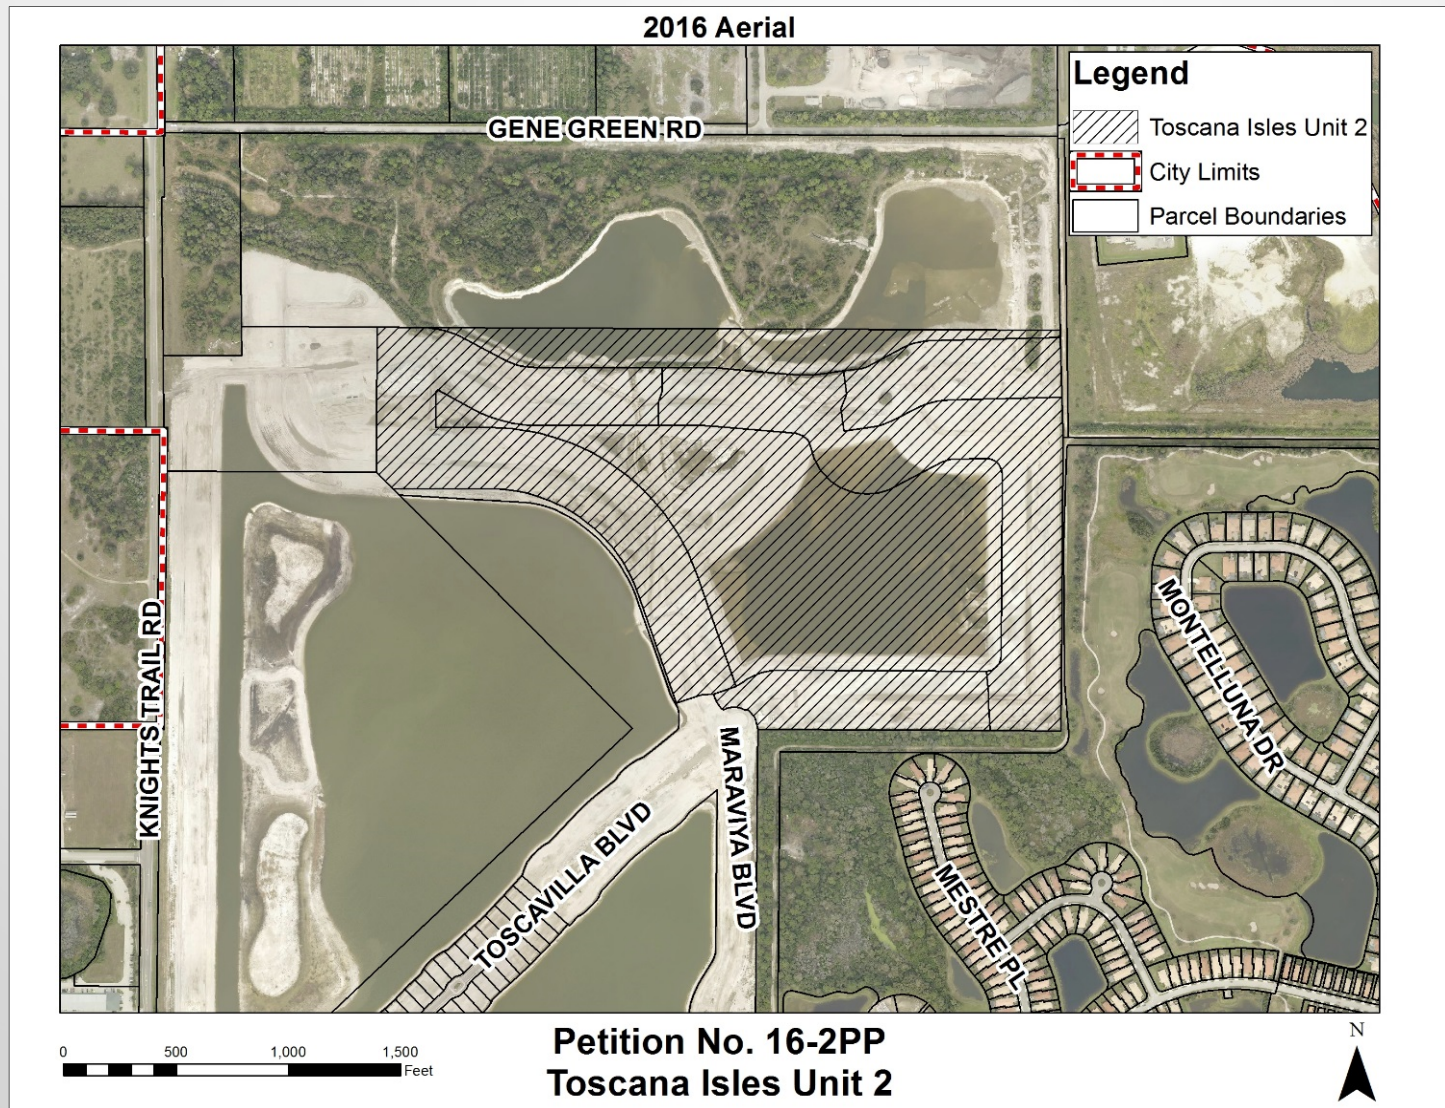 2016 Aerial
Legend
Toscana Isles Unit 2
City Limits
Parcel Boundaries
GENE GREEN RD
KNIGHTS TRAIL RD
MONTELLUNA DR
MARAVIYA BLVD
TOSCAVILLA BLVD
MESTRE PL
0 500 1,000 1,500
Feet
Petition No. 16-2PP
Toscana Isles Unit 2
N